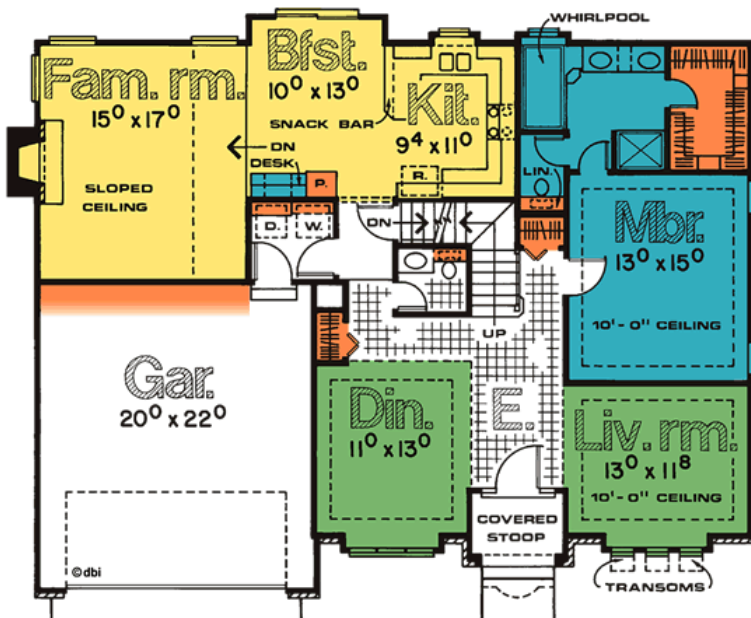 WHIRLPOOL
Fam. rm.
15⁰ x 17⁰
SLOPED
CEILING
Bfst.
10⁰ x 13⁰
SNACK BAR
DN
DESK
P.
Kit.
9⁴ x 11⁰
R.
LIN.
D.
W.
DN
UP
Mbr.
13⁰ x 15⁰
10'-0" CEILING
Gar.
20⁰ x 22⁰
Din.
11⁰ x 13⁰
E.
Liv. rm.
13⁰ x 11⁸
10'-0" CEILING
COVERED
STOOP
TRANSOMS
©dbi